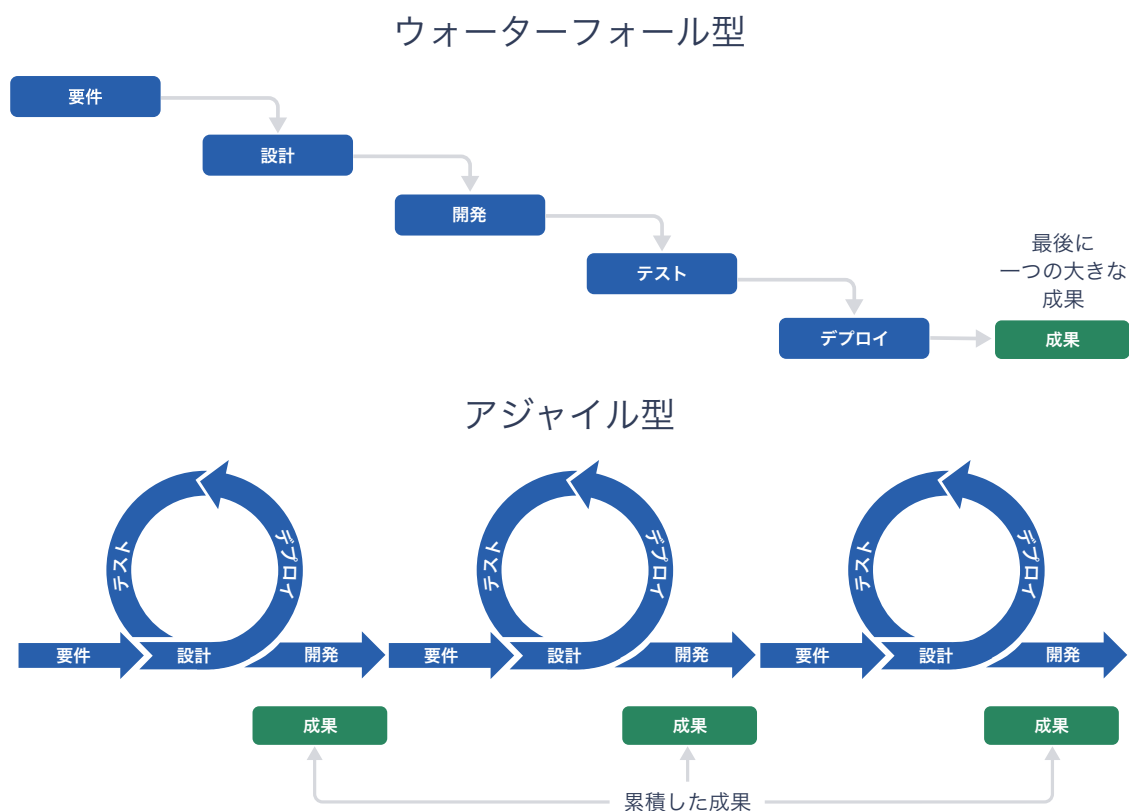 ウォーターフォール型
要件
設計
開発
テスト
デプロイ
最後に
一つの大きな
成果
成果
アジャイル型
テスト
デプロイ
要件
設計
開発
テスト
デプロイ
要件
設計
開発
テスト
デプロイ
要件
設計
開発
成果
成果
成果
累積した成果